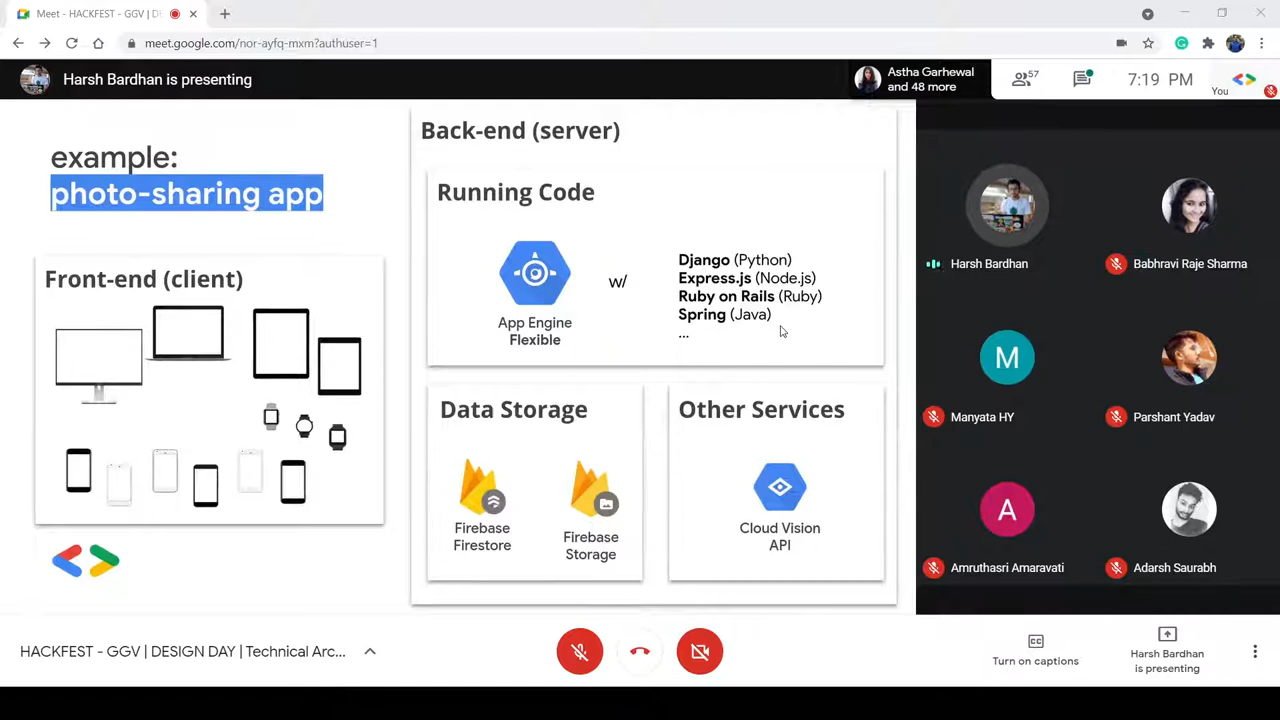 Meet - HACKFEST - GGV | DE
meet.google.com/nor-ayfq-mxm?authuser=1
Harsh Bardhan is presenting
Astha Garhewal
and 48 more
57
7:19 PM
You
example:
photo-sharing app
Front-end (client)
Back-end (server)
Running Code
App Engine
Flexible
w/
Django (Python)
Express.js (Node.js)
Ruby on Rails (Ruby)
Spring (Java)
...
Data Storage
Firebase
Firestore
Firebase
Storage
Other Services
Cloud Vision
API
Harsh Bardhan
Babhravi Raje Sharma
M
Manyata HY
Parshant Yadav
A
Amruthasri Amaravati
Adarsh Saurabh
HACKFEST - GGV | DESIGN DAY | Technical Arc...
Turn on captions
Harsh Bardhan
is presenting